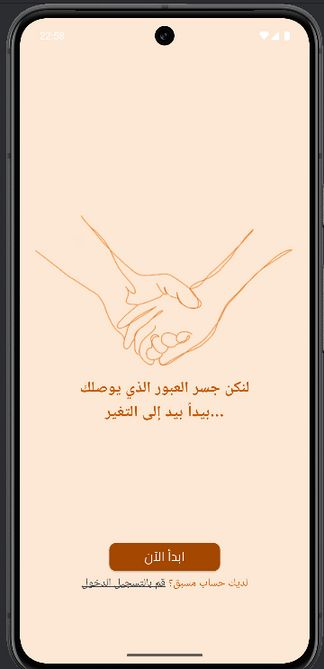 22:58
لنكن جسر العبور الذي يوصلك
...بيدأ بيد إلى التغير
ابدأ الآن
لديك حساب مسبق؟ قم بالتسجيل الدخول